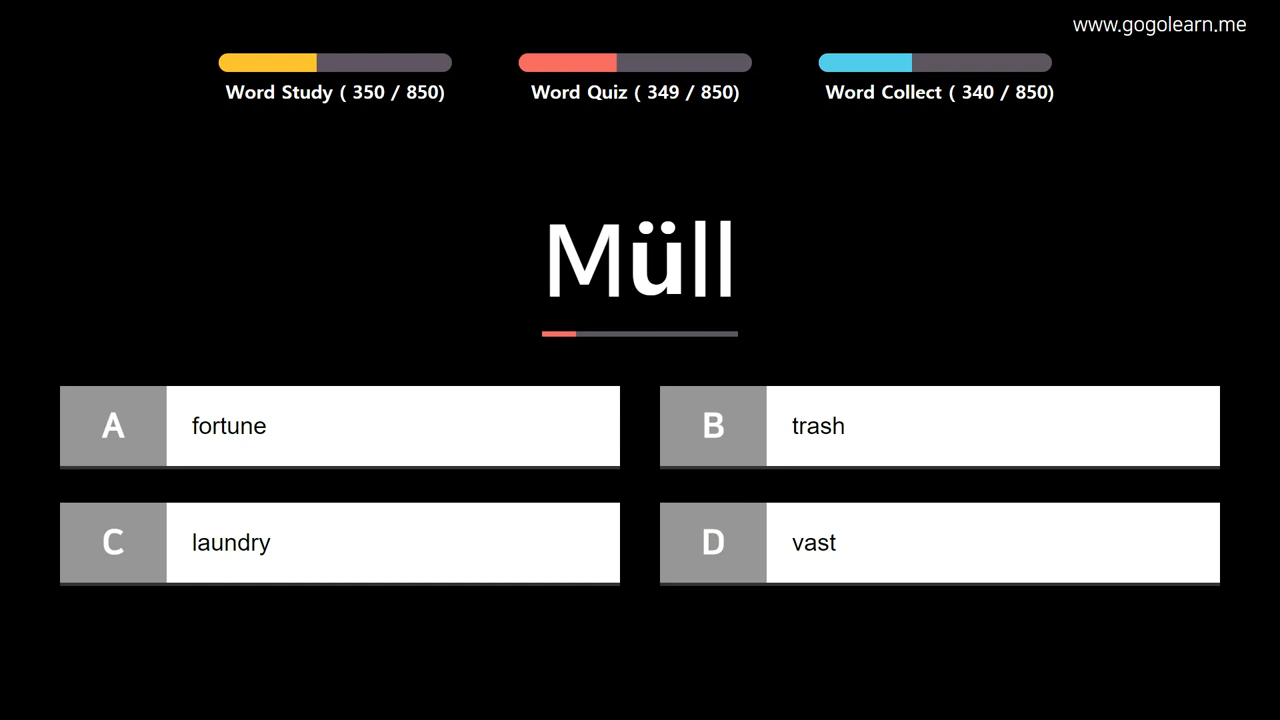 www.gogolearn.me
Word Study ( 350 / 850)
Word Quiz ( 349 / 850)
Word Collect ( 340 / 850)
Müll
A fortune
B trash
C laundry
D vast